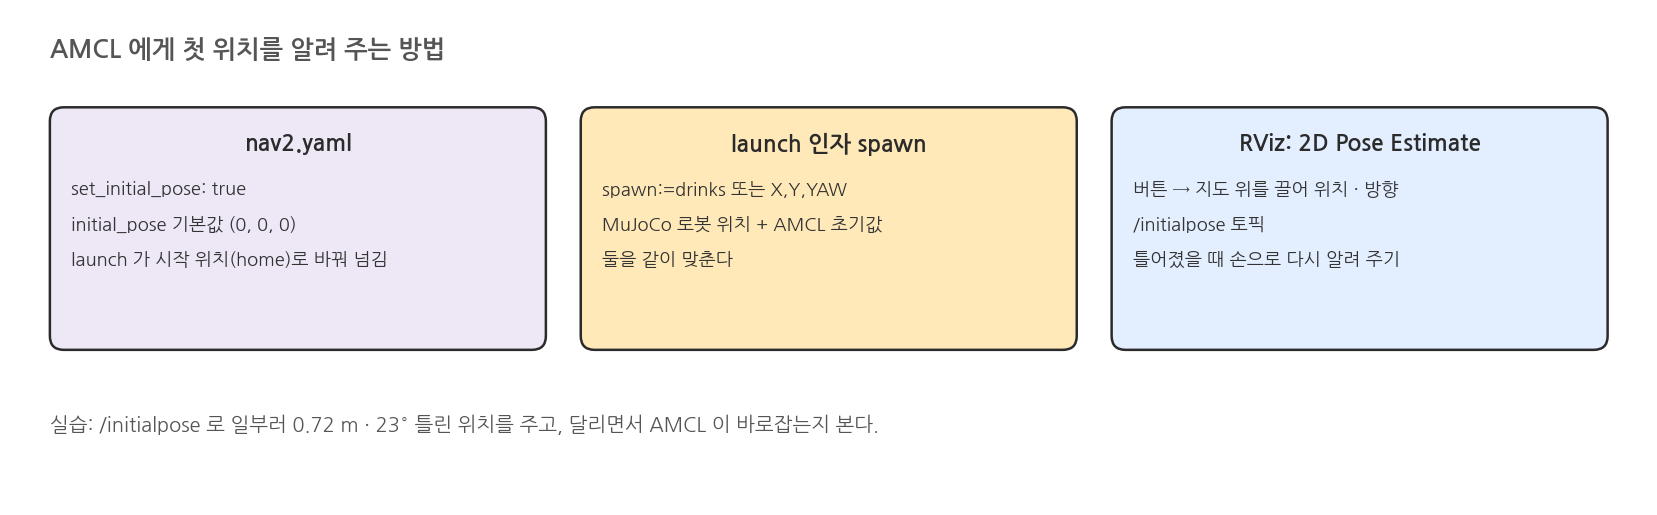 AMCL 에게 첫 위치를 알려 주는 방법
nav2.yaml
set_initial_pose: true
initial_pose 기본값 (0, 0, 0)
launch 가 시작 위치(home)로 바꿔 넘김
launch 인자 spawn
spawn:=drinks 또는 X,Y,YAW
MuJoCo 로봇 위치 + AMCL 초기값
둘을 같이 맞춘다
RViz: 2D Pose Estimate
버튼 → 지도 위를 끌어 위치 · 방향
/initialpose 토픽
틀어졌을 때 손으로 다시 알려 주기
실습: /initialpose 로 일부러 0.72 m · 23° 틀린 위치를 주고, 달리면서 AMCL 이 바로잡는지 본다.